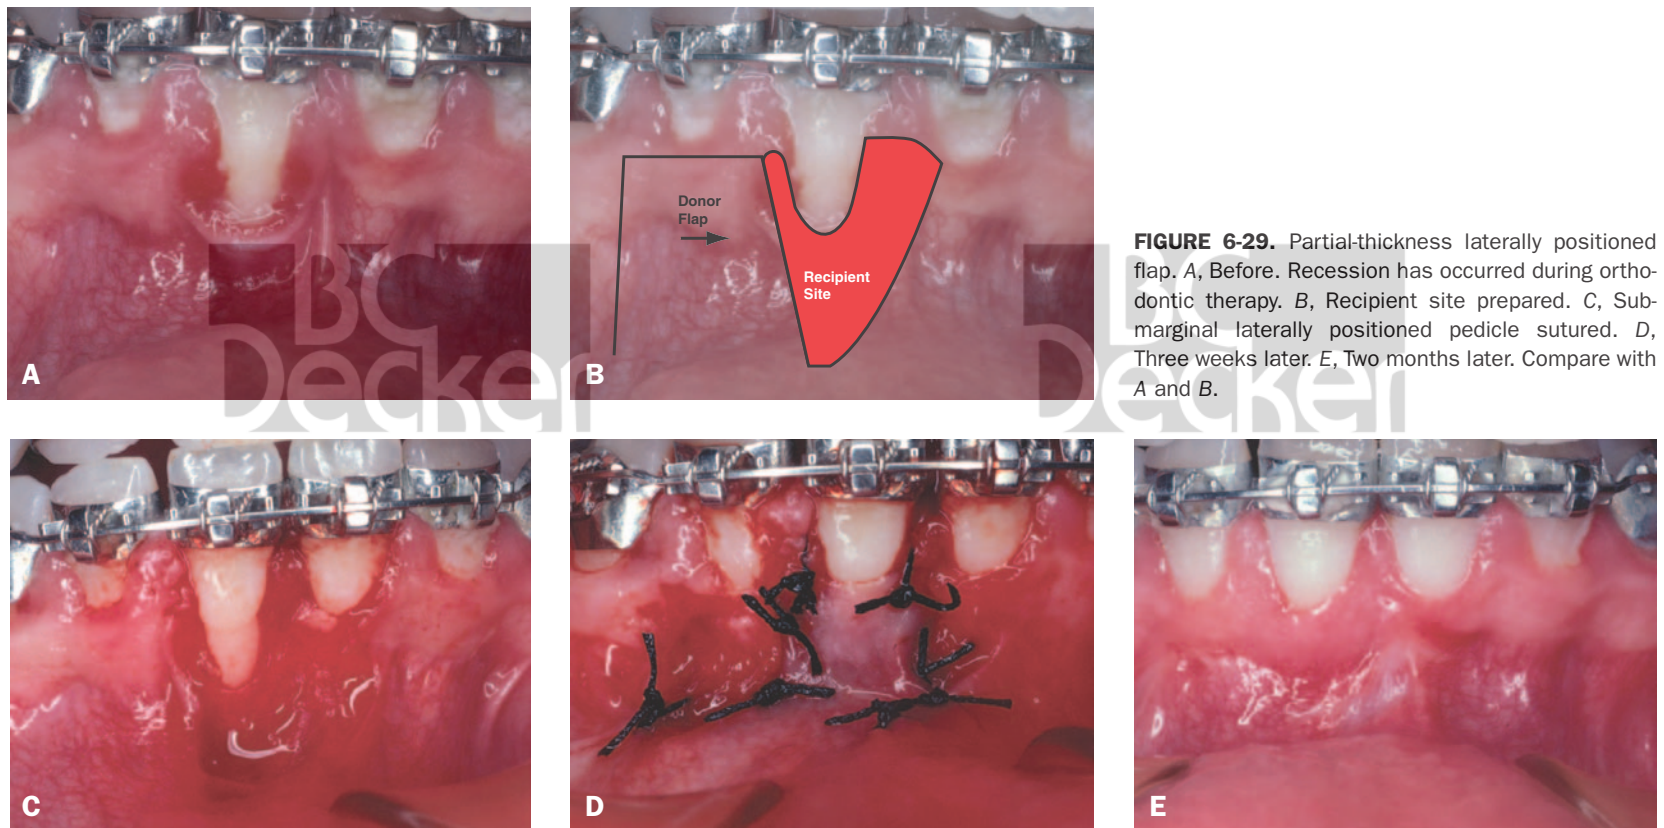 A
B
Donor
Flap
Recipient
Site
FIGURE 6-29. Partial-thickness laterally positioned
flap. A, Before. Recession has occurred during ortho-
dontic therapy. B, Recipient site prepared. C, Sub-
marginal laterally positioned pedicle sutured. D,
Three weeks later. E, Two months later. Compare with
A and B.
BC
Decker
BC
Decker
C
D
E